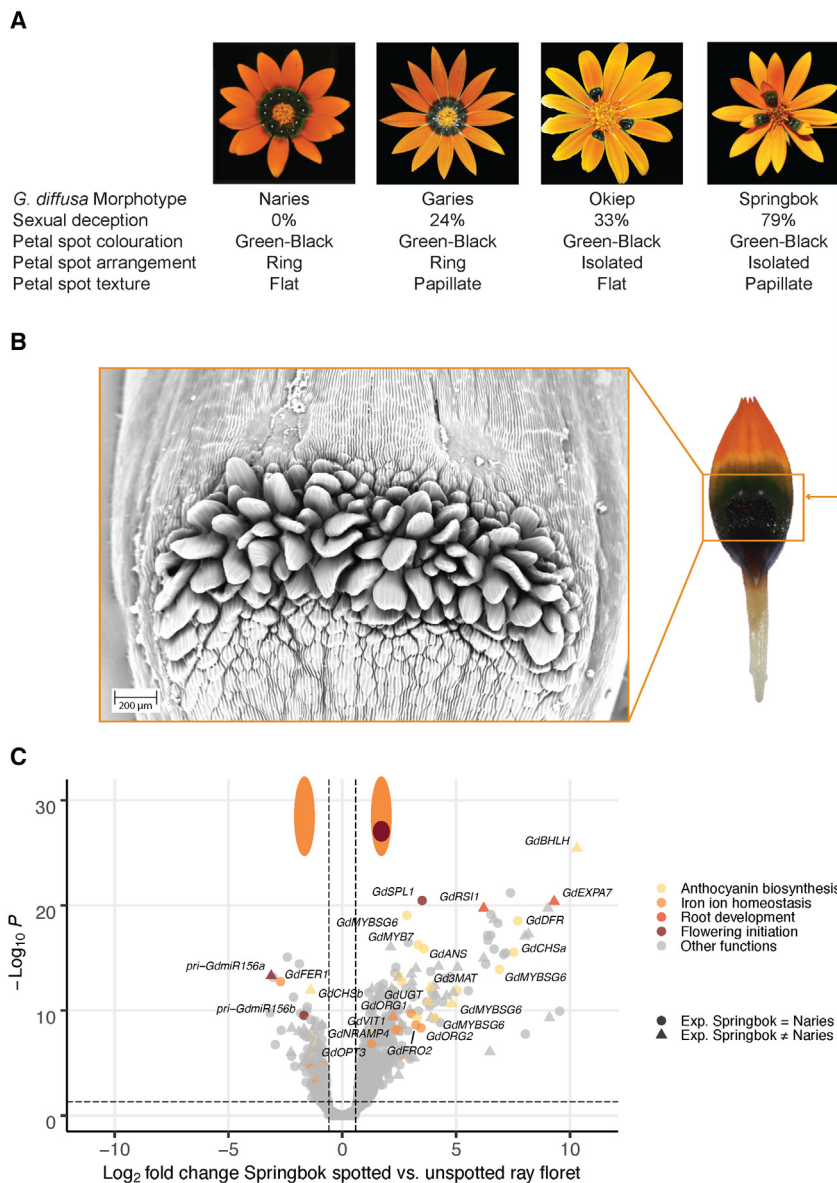 A
G. diffusa Morphotype Naries Garies Okiep Springbok
Sexual deception 0% 24% 33% 79%
Petal spot colouration Green-Black Green-Black Green-Black Green-Black
Petal spot arrangement Ring Ring Isolated Isolated
Petal spot texture Flat Papillate Flat Papillate
B
200 µm
C
30
20
10
0
-Log10 P
GdBHLH
GdSPL1
GdRSI1
GdEXPA7
GdMYBSG6
GdDFR
GdMYB7
GdCHSa
GdANS
pri-GdmiR156a
GdFER1
Gd3MAT
GdMYBSG6
GdCHSb
GdUGT
GdORG1
pri-GdmiR156b
GdVIT1
GdMYBSG6
GdNRAMP4
GdMYBSG6
GdORG2
GdOPT3
GdFRO2
−10 −5 0 5 10
Log2 fold change Springbok spotted vs. unspotted ray floret
Anthocyanin biosynthesis
Iron ion homeostasis
Root development
Flowering initiation
Other functions
Exp. Springbok = Naries
Exp. Springbok ≠ Naries